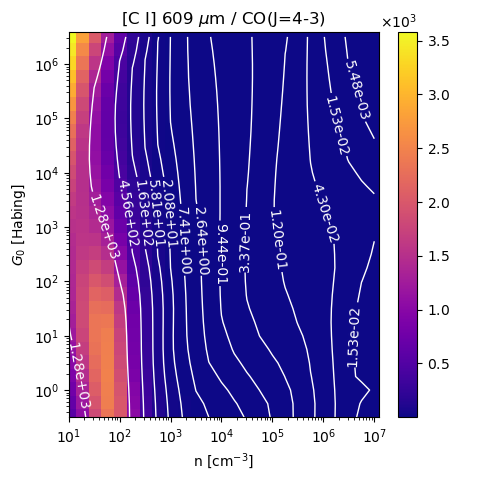 [C I] 609 μm / CO(J=4-3)
×10³
G₀ [Habing]
10⁶
10⁵
10⁴
10³
10²
10¹
10⁰
1.28e+03
1.28e+03
4.56e+02
1.63e+02
5.81e+01
2.08e+01
7.41e+00
2.64e+00
9.44e-01
3.37e-01
1.20e-01
4.30e-02
1.53e-02
5.48e-03
1.53e-02
3.5
3.0
2.5
2.0
1.5
1.0
0.5
10¹ 10² 10³ 10⁴ 10⁵ 10⁶ 10⁷
n [cm⁻³]